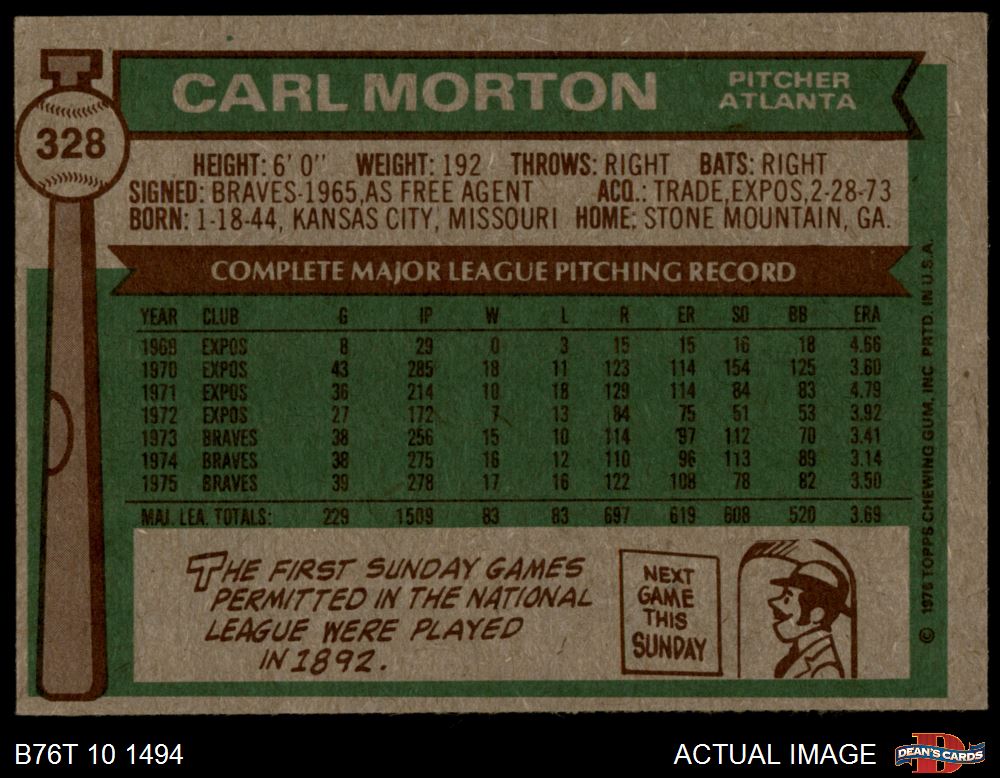 CARL MORTON
PITCHER
ATLANTA
328
HEIGHT: 6' 0" WEIGHT: 192 THROWS: RIGHT BATS: RIGHT
SIGNED: BRAVES-1965, AS FREE AGENT ACQ.: TRADE, EXPOS, 2-28-73
BORN: 1-18-44, KANSAS CITY, MISSOURI HOME: STONE MOUNTAIN, GA.
COMPLETE MAJOR LEAGUE PITCHING RECORD
YEAR CLUB G IP W L R ER SO BB ERA
1969 EXPOS 8 29 0 3 15 15 16 18 4.66
1970 EXPOS 43 285 18 11 123 114 154 125 3.60
1971 EXPOS 36 214 10 18 129 114 84 83 4.79
1972 EXPOS 27 172 7 13 84 75 51 53 3.92
1973 BRAVES 38 256 15 10 114 97 112 70 3.41
1974 BRAVES 38 275 16 12 110 96 113 89 3.14
1975 BRAVES 39 278 17 16 122 108 78 82 3.50
MAJ. LEA. TOTALS: 229 1509 83 83 697 619 608 520 3.69
THE FIRST SUNDAY GAMES
PERMITTED IN THE NATIONAL
LEAGUE WERE PLAYED
IN 1892.
NEXT
GAME
THIS
SUNDAY
© 1976 TOPPS CHEWING GUM, INC. PRTD. IN U.S.A.
B76T 10 1494
ACTUAL IMAGE
DEAN'S CARDS